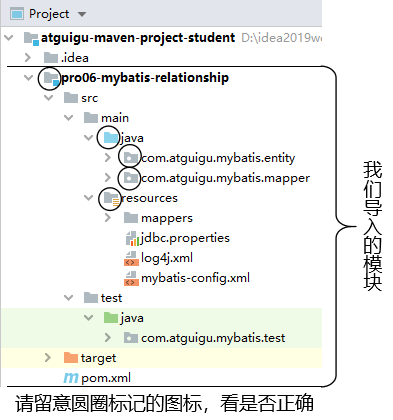 Project
atguigu-maven-project-student D:\idea2019wo
.idea
pro06-mybatis-relationship
src
main
java
com.atguigu.mybatis.entity
com.atguigu.mybatis.mapper
resources
mappers
jdbc.properties
log4j.xml
mybatis-config.xml
test
java
com.atguigu.mybatis.test
target
pom.xml
我们导入的模块
请留意圆圈标记的图标，看是否正确